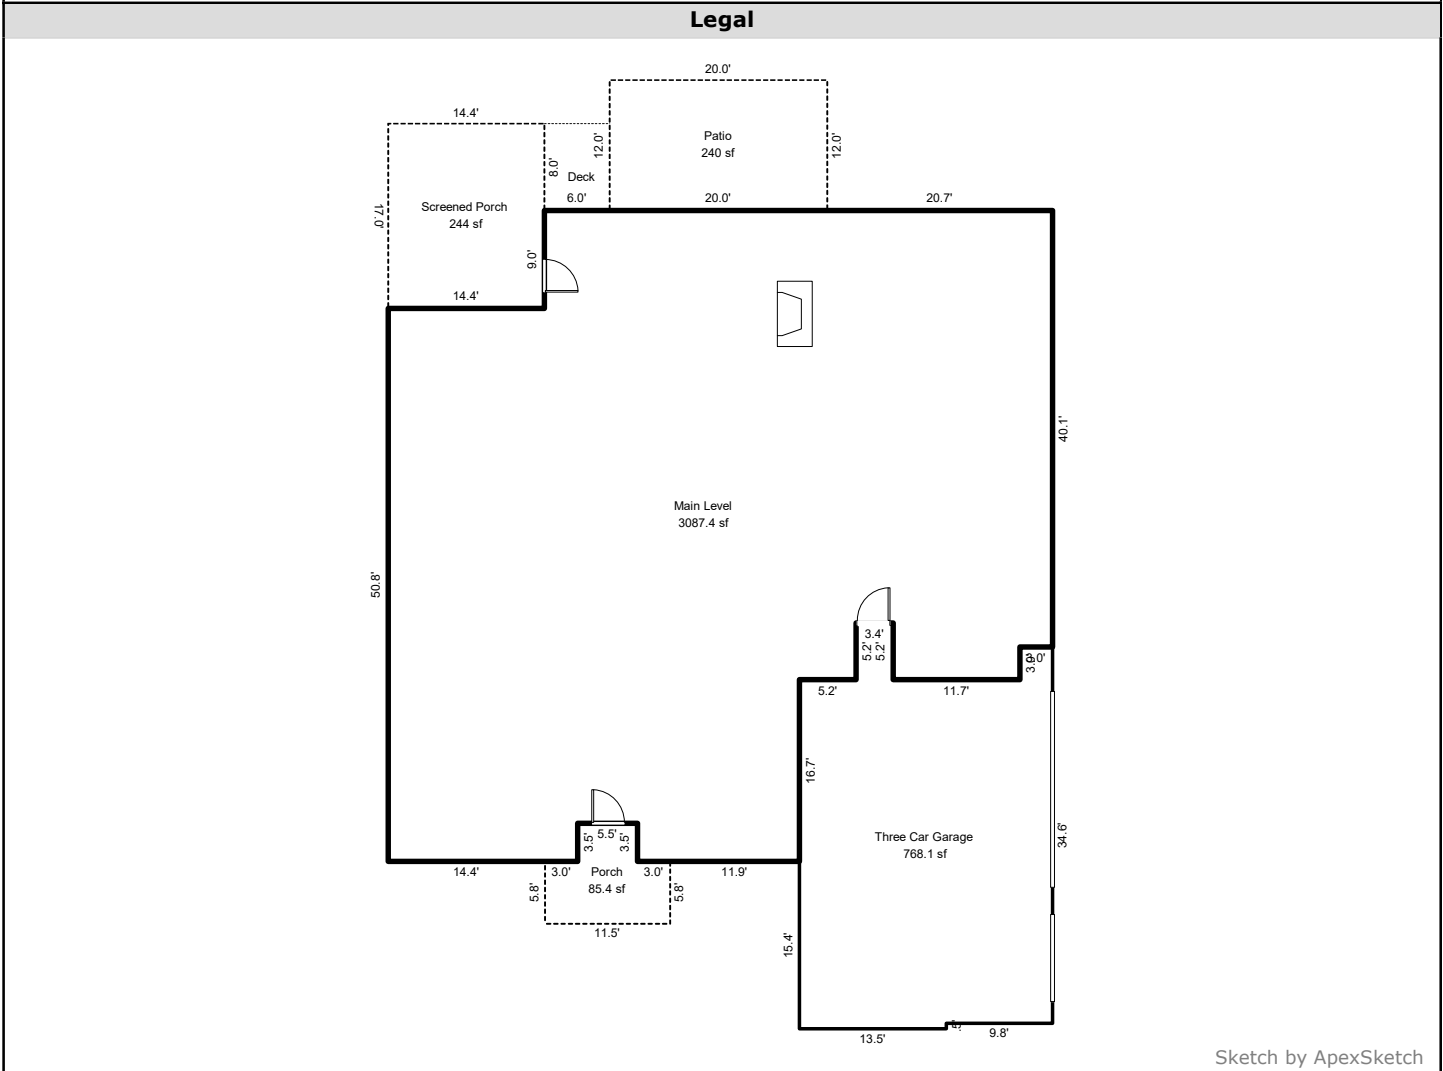 Legal
20.0'
14.4'
12.0'
Patio
240 sf
12.0'
8.0'
Deck
6.0'
20.0'
20.7'
17.0'
Screened Porch
244 sf
9.0'
14.4'
40.1'
Main Level
3087.4 sf
50.8'
3.4'
5.2'
5.2'
3.0'
3.0'
5.2'
11.7'
16.7'
3.5'
5.5'
3.5'
Three Car Garage
768.1 sf
34.6'
14.4'
3.0'
Porch
85.4 sf
3.0'
11.9'
5.8'
5.8'
11.5'
15.4'
.5'
13.5'
9.8'
Sketch by ApexSketch